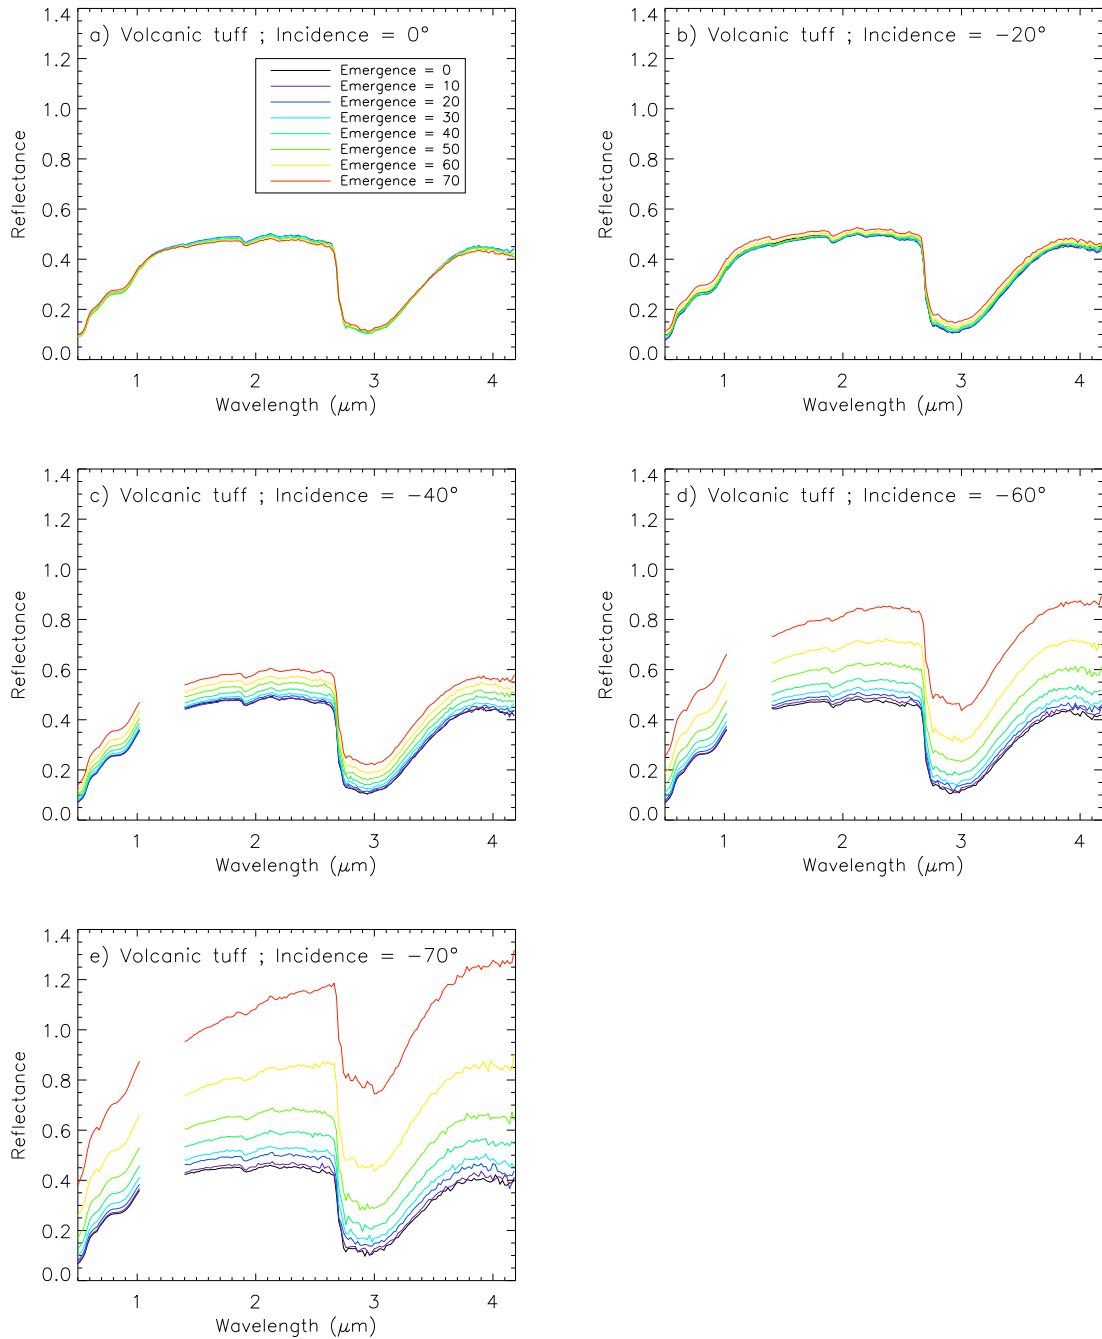 a) Volcanic tuff ; Incidence = 0°
Emergence = 0
Emergence = 10
Emergence = 20
Emergence = 30
Emergence = 40
Emergence = 50
Emergence = 60
Emergence = 70
1.4
1.2
1.0
0.8
0.6
0.4
0.2
0.0
Reflectance
1 2 3 4
Wavelength (μm)
b) Volcanic tuff ; Incidence = −20°
1.4
1.2
1.0
0.8
0.6
0.4
0.2
0.0
Reflectance
1 2 3 4
Wavelength (μm)
c) Volcanic tuff ; Incidence = −40°
1.4
1.2
1.0
0.8
0.6
0.4
0.2
0.0
Reflectance
1 2 3 4
Wavelength (μm)
d) Volcanic tuff ; Incidence = −60°
1.4
1.2
1.0
0.8
0.6
0.4
0.2
0.0
Reflectance
1 2 3 4
Wavelength (μm)
e) Volcanic tuff ; Incidence = −70°
1.4
1.2
1.0
0.8
0.6
0.4
0.2
0.0
Reflectance
1 2 3 4
Wavelength (μm)